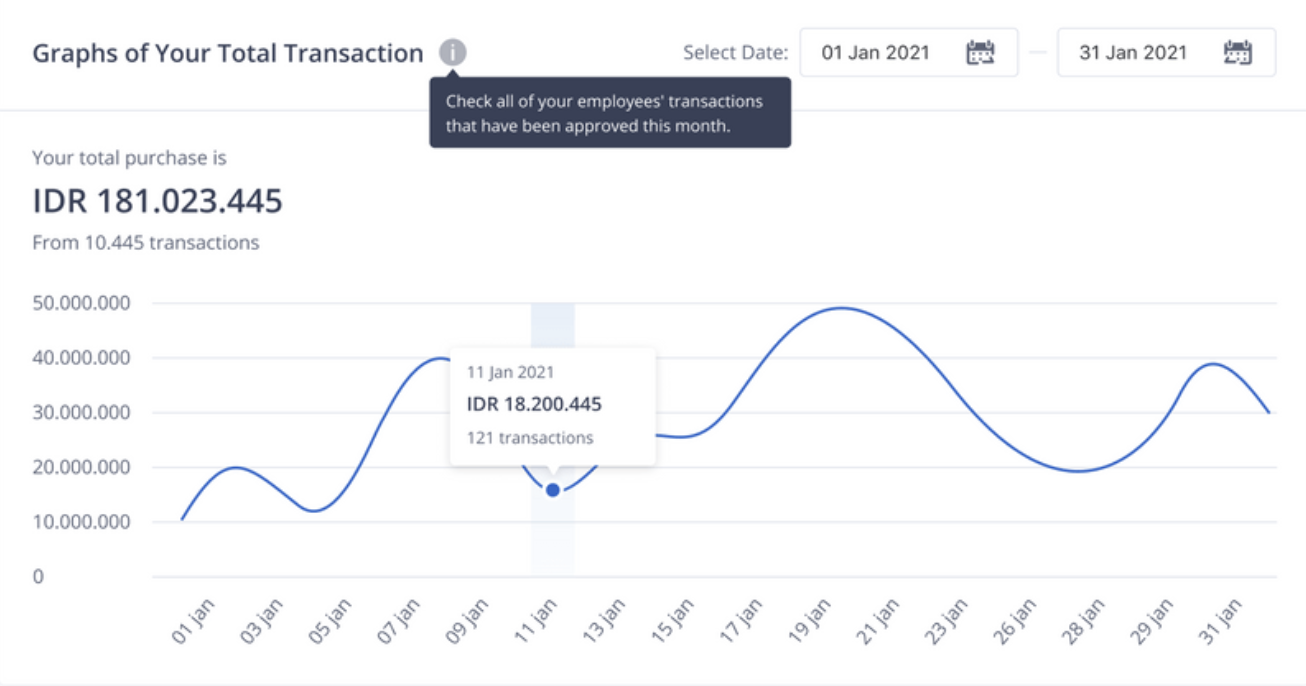 Graphs of Your Total Transaction
i
Select Date:
01 Jan 2021
31 Jan 2021
Check all of your employees' transactions
that have been approved this month.
Your total purchase is
IDR 181.023.445
From 10.445 transactions
50.000.000
40.000.000
30.000.000
20.000.000
10.000.000
0
11 Jan 2021
IDR 18.200.445
121 transactions
01 jan
03 jan
05 jan
07 jan
09 jan
11 jan
13 jan
15 jan
17 jan
19 jan
21 jan
23 jan
26 jan
28 jan
29 jan
31 jan